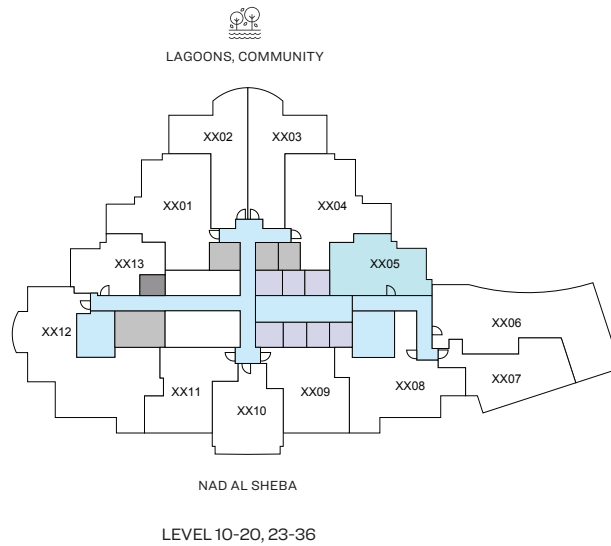 LAGOONS, COMMUNITY
XX02
XX03
XX01
XX04
XX13
XX05
XX12
XX06
XX11
XX10
XX09
XX08
XX07
NAD AL SHEBA
LEVEL 10-20, 23-36